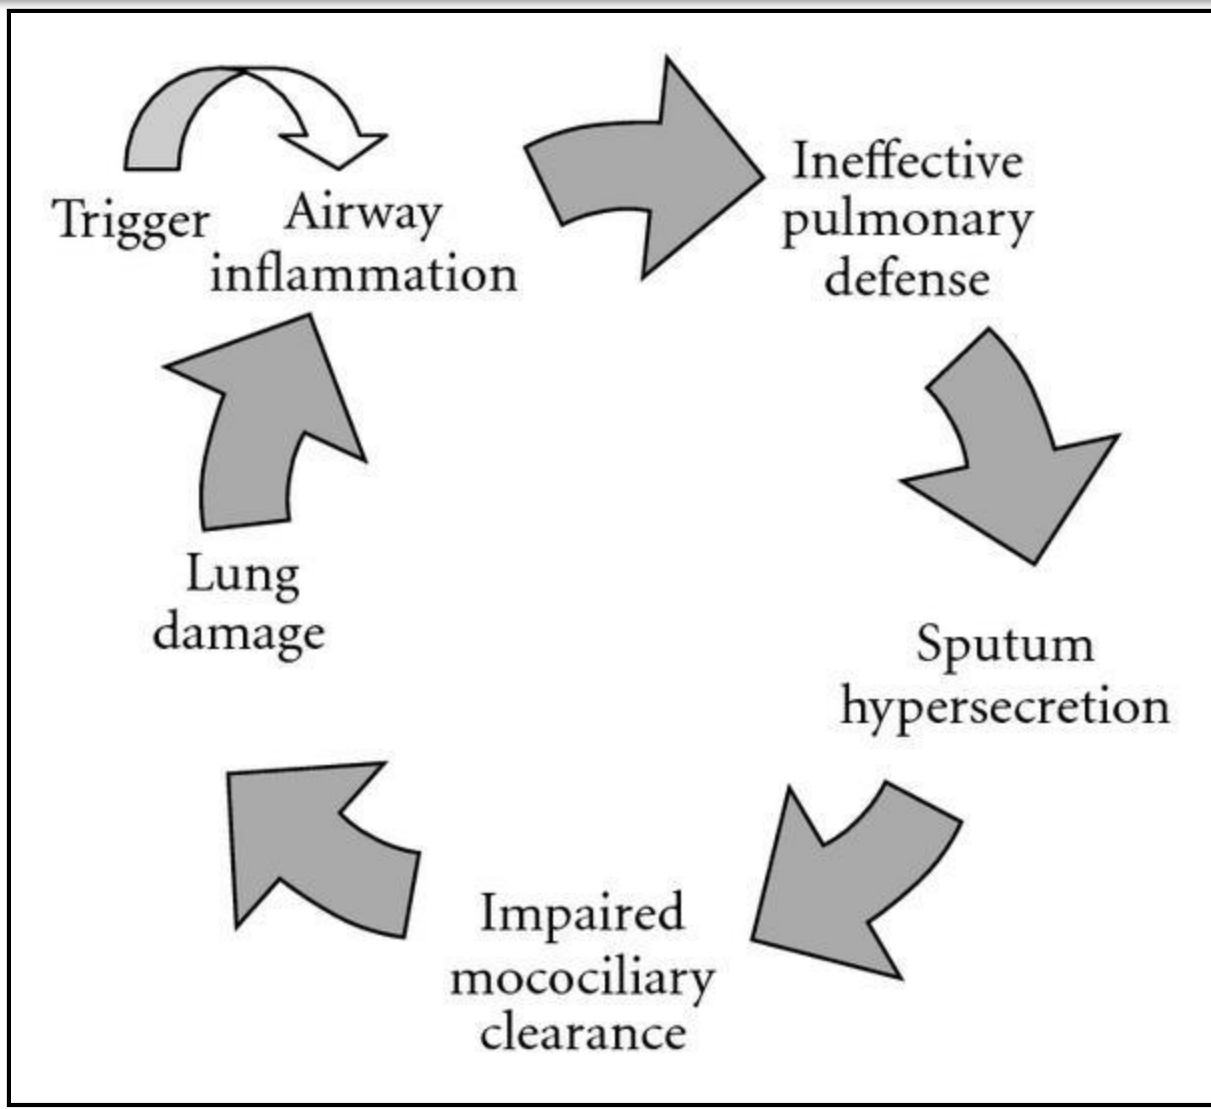 Trigger
Airway
inflammation
Ineffective
pulmonary
defense
Sputum
hypersecretion
Impaired
mocociliary
clearance
Lung
damage